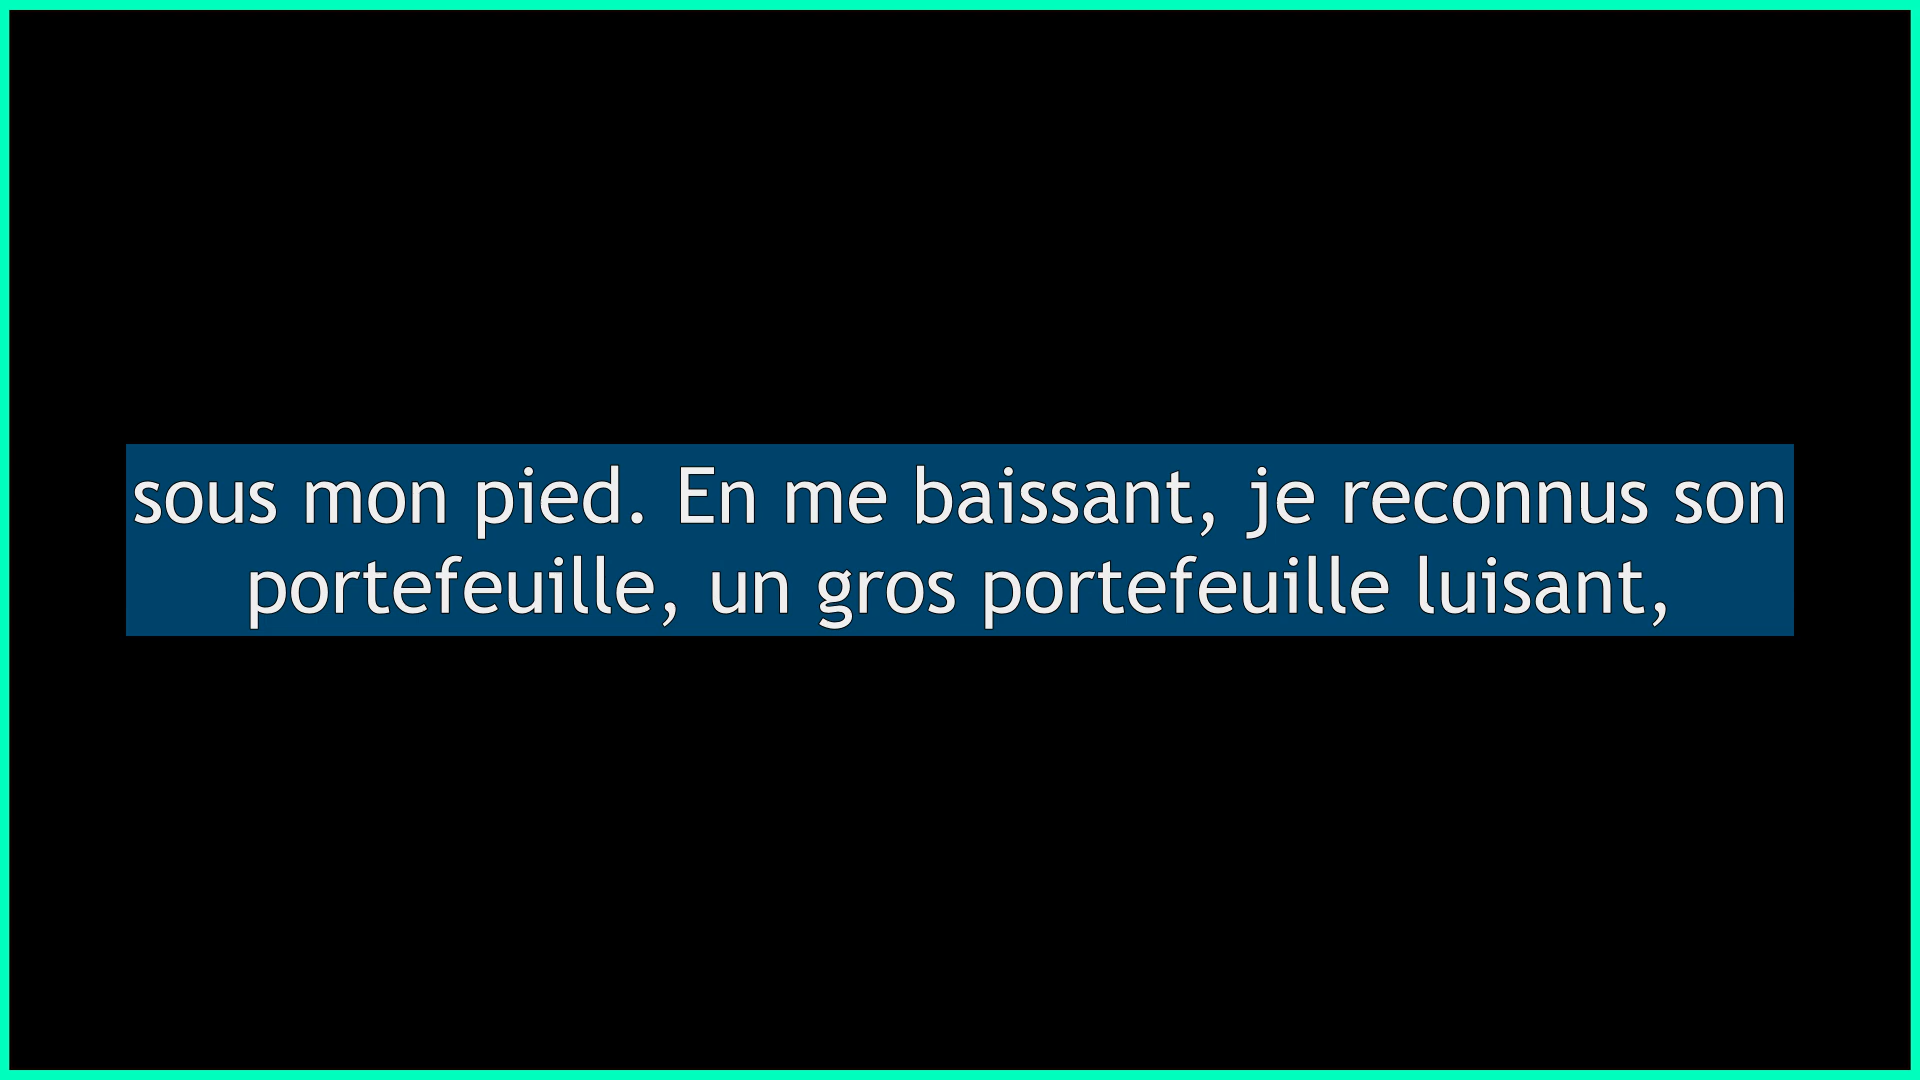 sous mon pied. En me baissant, je reconnus son
portefeuille, un gros portefeuille luisant,